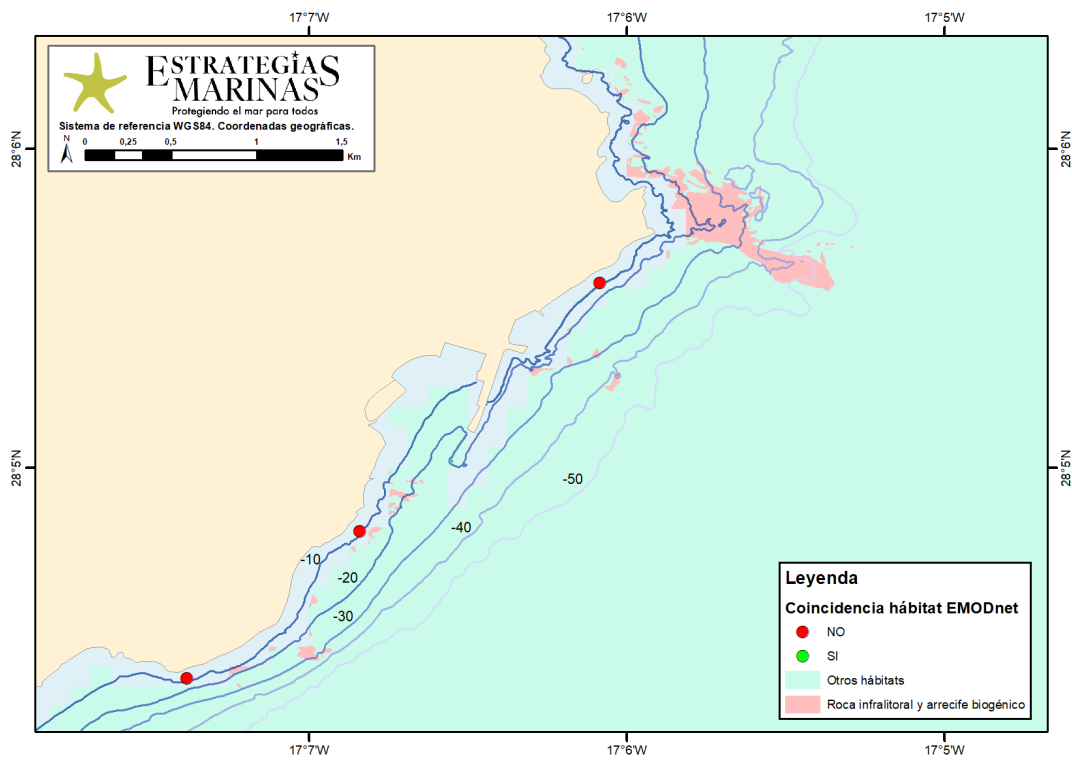 17°7'W 17°6'W 17°5'W
ESTRATEGIAS
MARINAS
Protegiendo el mar para todos
Sistema de referencia WGS84. Coordenadas geográficas.
N
0 0,25 0,5 1 1,5
Km
28°6'N 28°6'N
28°5'N 28°5'N
-50
-40
-10
-20
-30
Leyenda
Coincidencia hábitat EMODnet
NO
SI
Otros hábitats
Roca infralitoral y arrecife biogénico
17°7'W 17°6'W 17°5'W